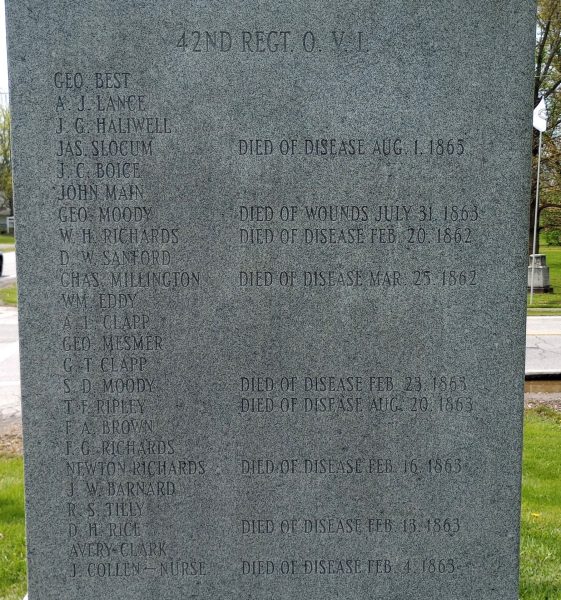 42ND REGT. O. V. I.
GEO. BEST
A. J. LANCE
J. G. HALIWELL
JAS. SLOCUM DIED OF DISEASE AUG. 1, 1863
J. C. BOICE
JOHN MAIN
GEO. MOODY DIED OF WOUNDS JULY 31, 1863
W. H. RICHARDS DIED OF DISEASE FEB. 20, 1862
D. W. SANFORD
CHAS. MILLINGTON DIED OF DISEASE MAR. 25, 1862
WM. EDDY
A. L. CLAPP
GEO. MESMER
G. T. CLAPP
S. D. MOODY DIED OF DISEASE FEB. 23, 1863
T. F. RIPLEY DIED OF DISEASE AUG. 20, 1863
F. A. BROWN
F. G. RICHARDS
NEWTON RICHARDS DIED OF DISEASE FEB. 16, 1863
J. W. BARNARD
R. S. TILLY
D. H. RICE DIED OF DISEASE FEB. 13, 1863
AVERY CLARK
J. COLLEN—NURSE DIED OF DISEASE FEB. 4, 1863